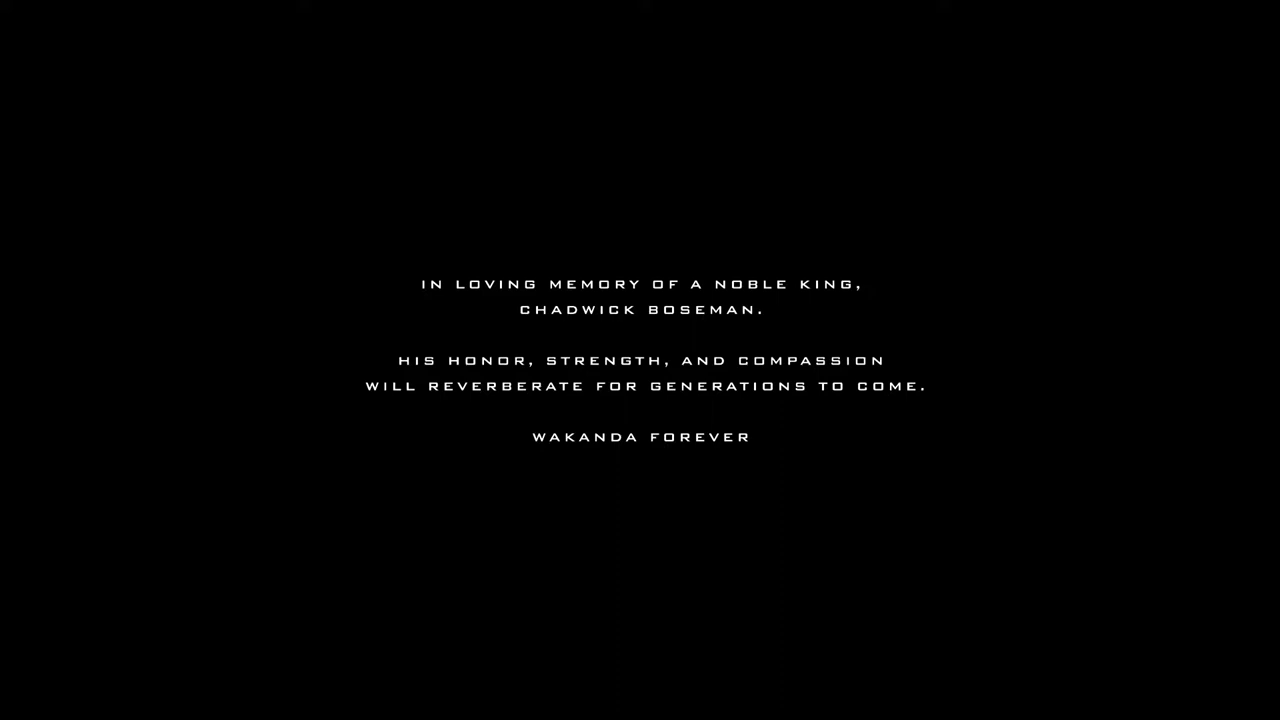 IN LOVING MEMORY OF A NOBLE KING,
CHADWICK BOSEMAN.
HIS HONOR, STRENGTH, AND COMPASSION
WILL REVERBERATE FOR GENERATIONS TO COME.
WAKANDA FOREVER